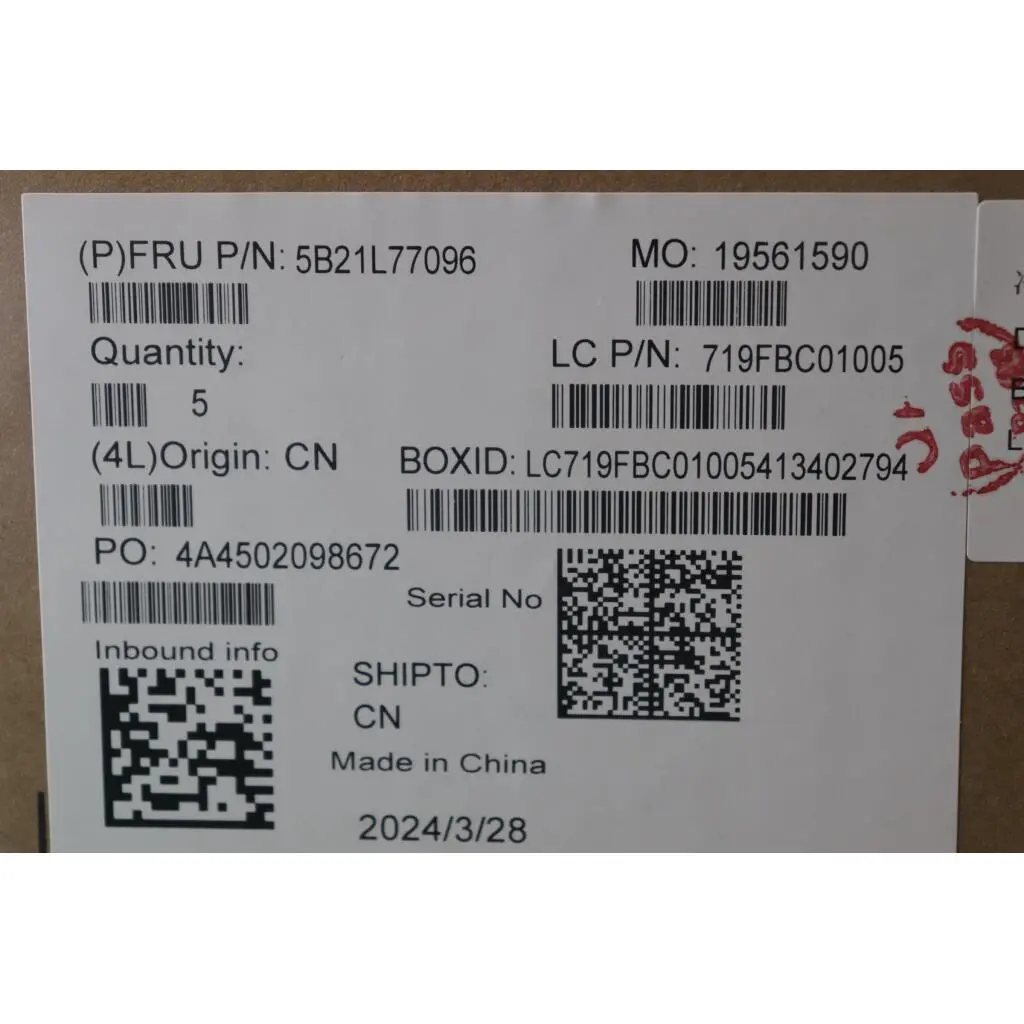 (P)FRU P/N: 5B21L77096
MO: 19561590
Quantity:
5
LC P/N: 719FBC01005
(4L)Origin: CN
BOXID: LC719FBC01005413402794
PO: 4A4502098672
Serial No
Inbound info
SHIPTO:
CN
Made in China
2024/3/28
Pass